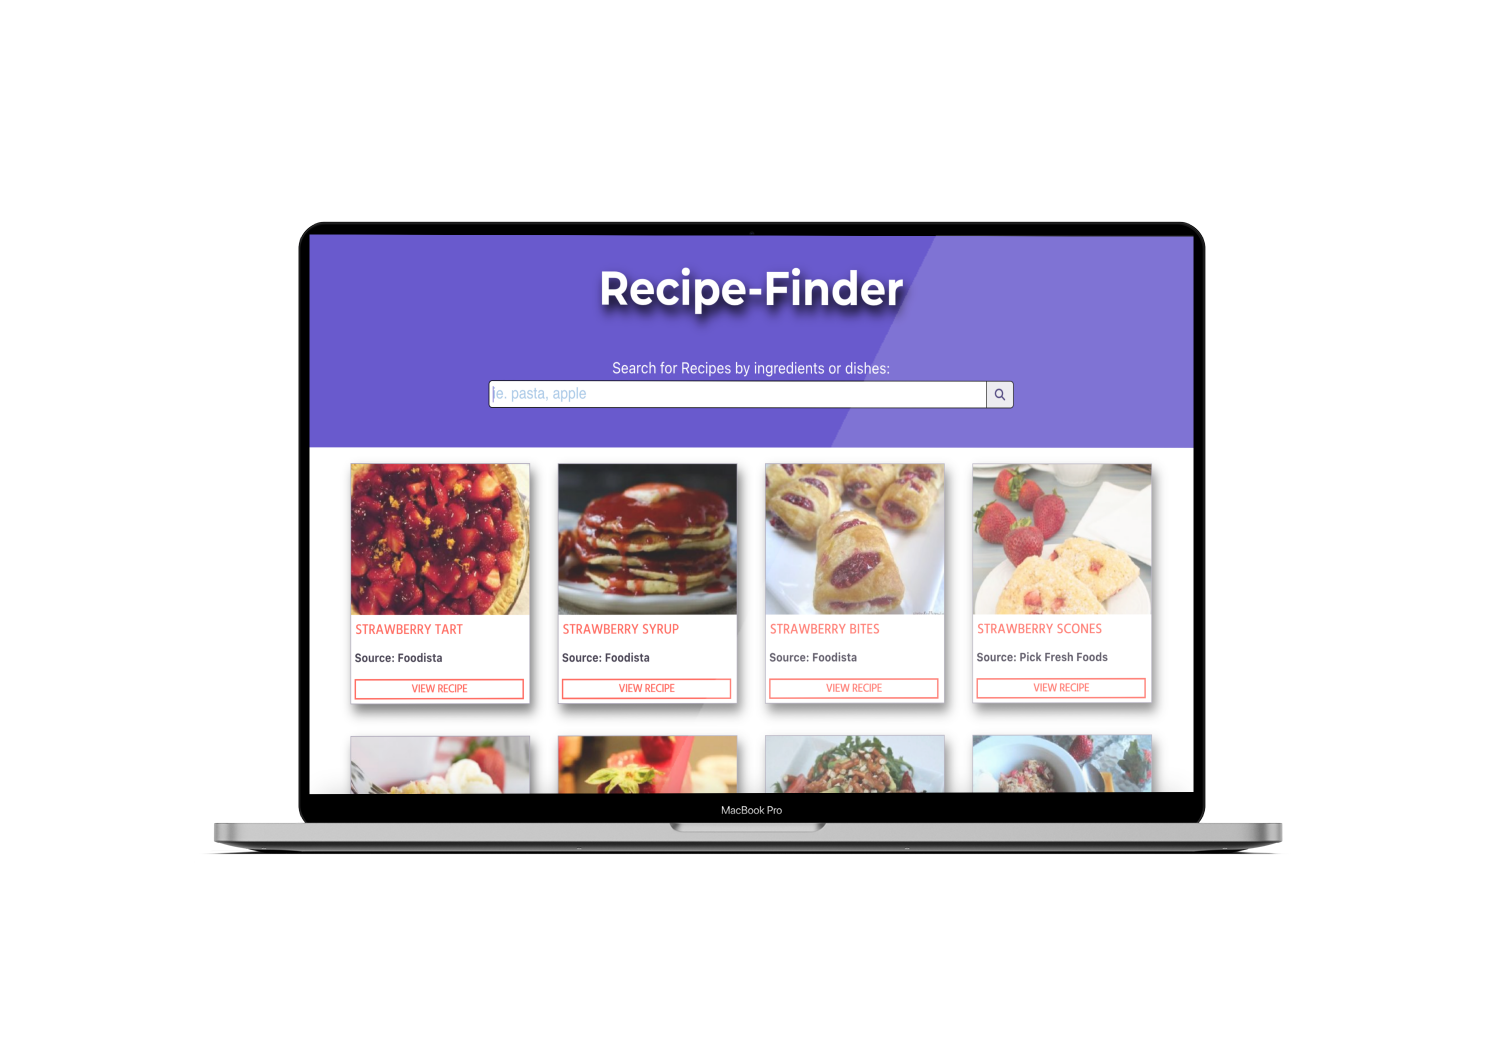 Recipe-Finder
Search for Recipes by ingredients or dishes:
ie. pasta, apple
STRAWBERRY TART
Source: Foodista
VIEW RECIPE
STRAWBERRY SYRUP
Source: Foodista
VIEW RECIPE
STRAWBERRY BITES
Source: Foodista
VIEW RECIPE
STRAWBERRY SCONES
Source: Pick Fresh Foods
VIEW RECIPE
MacBook Pro